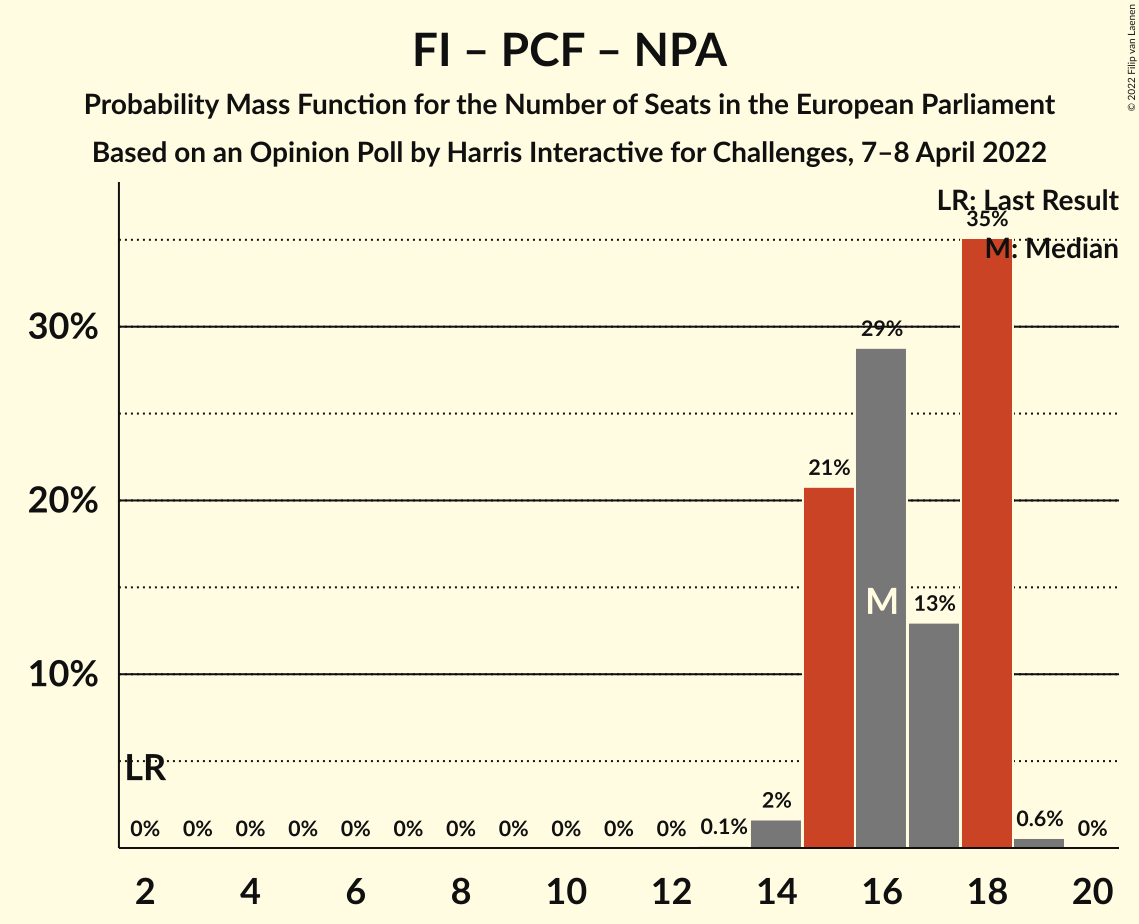 FI – PCF – NPA
Probability Mass Function for the Number of Seats in the European Parliament
Based on an Opinion Poll by Harris Interactive for Challenges, 7–8 April 2022
© 2022 Filip van Laenen
LR: Last Result
M: Median
35%
30%
29%
21%
20%
M
13%
10%
LR
2%
0% 0% 0% 0% 0% 0% 0% 0% 0% 0% 0% 0.1% 0.6% 0%
2 4 6 8 10 12 14 16 18 20